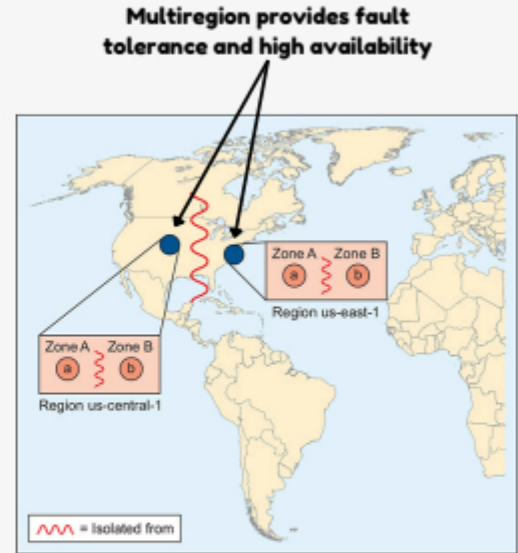 Multiregion provides fault
tolerance and high availability
Zone A Zone B
a b
Region us-east-1
Zone A Zone B
a b
Region us-central-1
= Isolated from